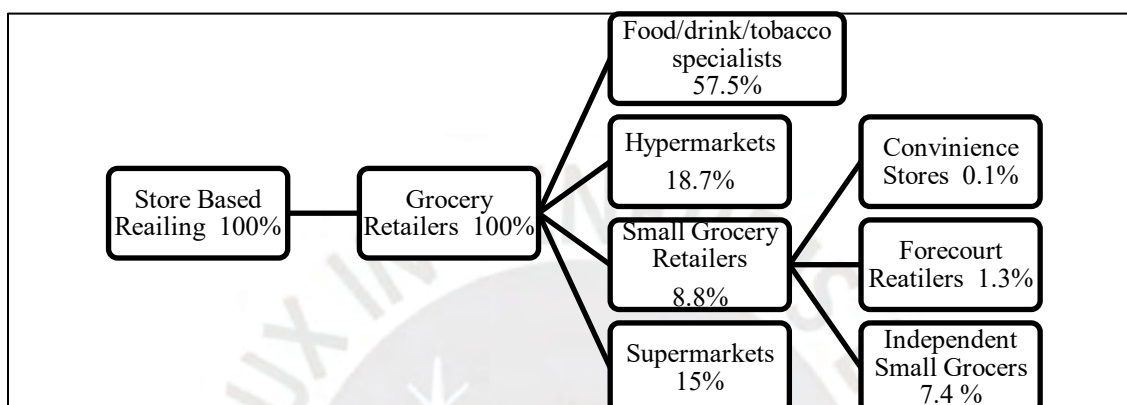 Food/drink/tobacco
specialists
57.5%
Hypermarkets
18.7%
Convinience
Stores 0.1%
Store Based
Reailing 100%
Grocery
Retailers 100%
Small Grocery
Retailers
8.8%
Forecourt
Reatilers 1.3%
Supermarkets
15%
Independent
Small Grocers
7.4 %